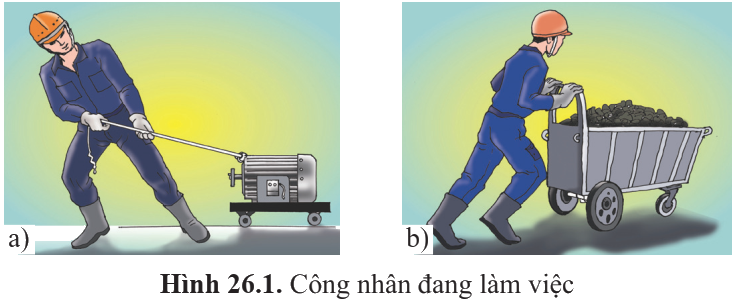 a)
b)
Hình 26.1. Công nhân đang làm việc